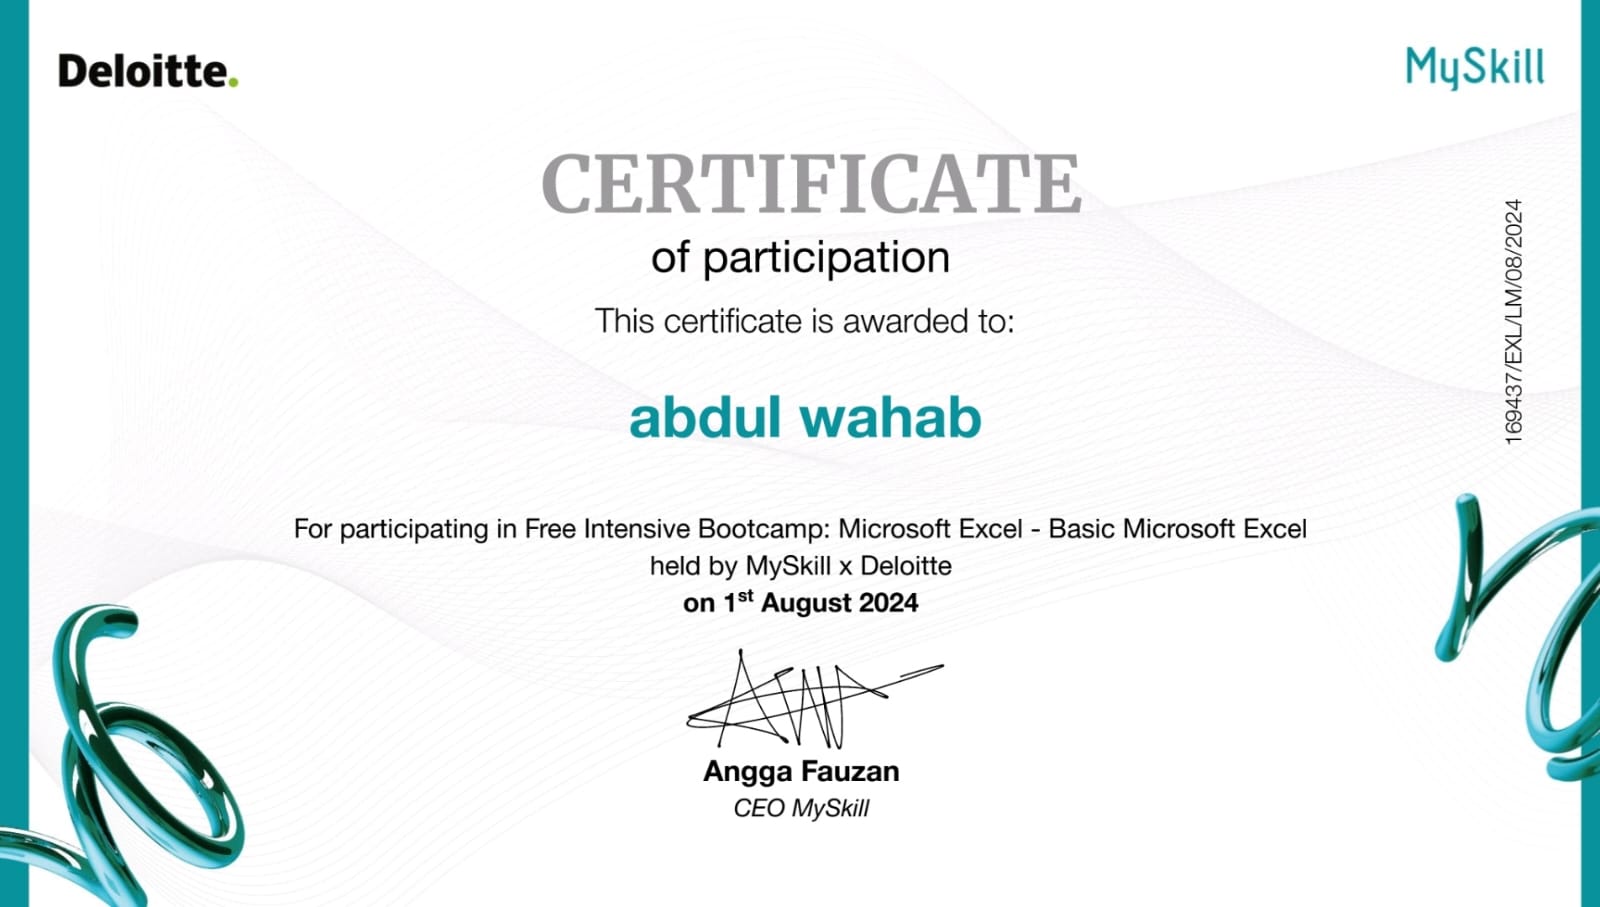 Deloitte.
MySkill
CERTIFICATE
of participation
This certificate is awarded to:
abdul wahab
For participating in Free Intensive Bootcamp: Microsoft Excel - Basic Microsoft Excel
held by MySkill x Deloitte
on 1st August 2024
Angga Fauzan
CEO MySkill
169437/EXL/LM/08/2024